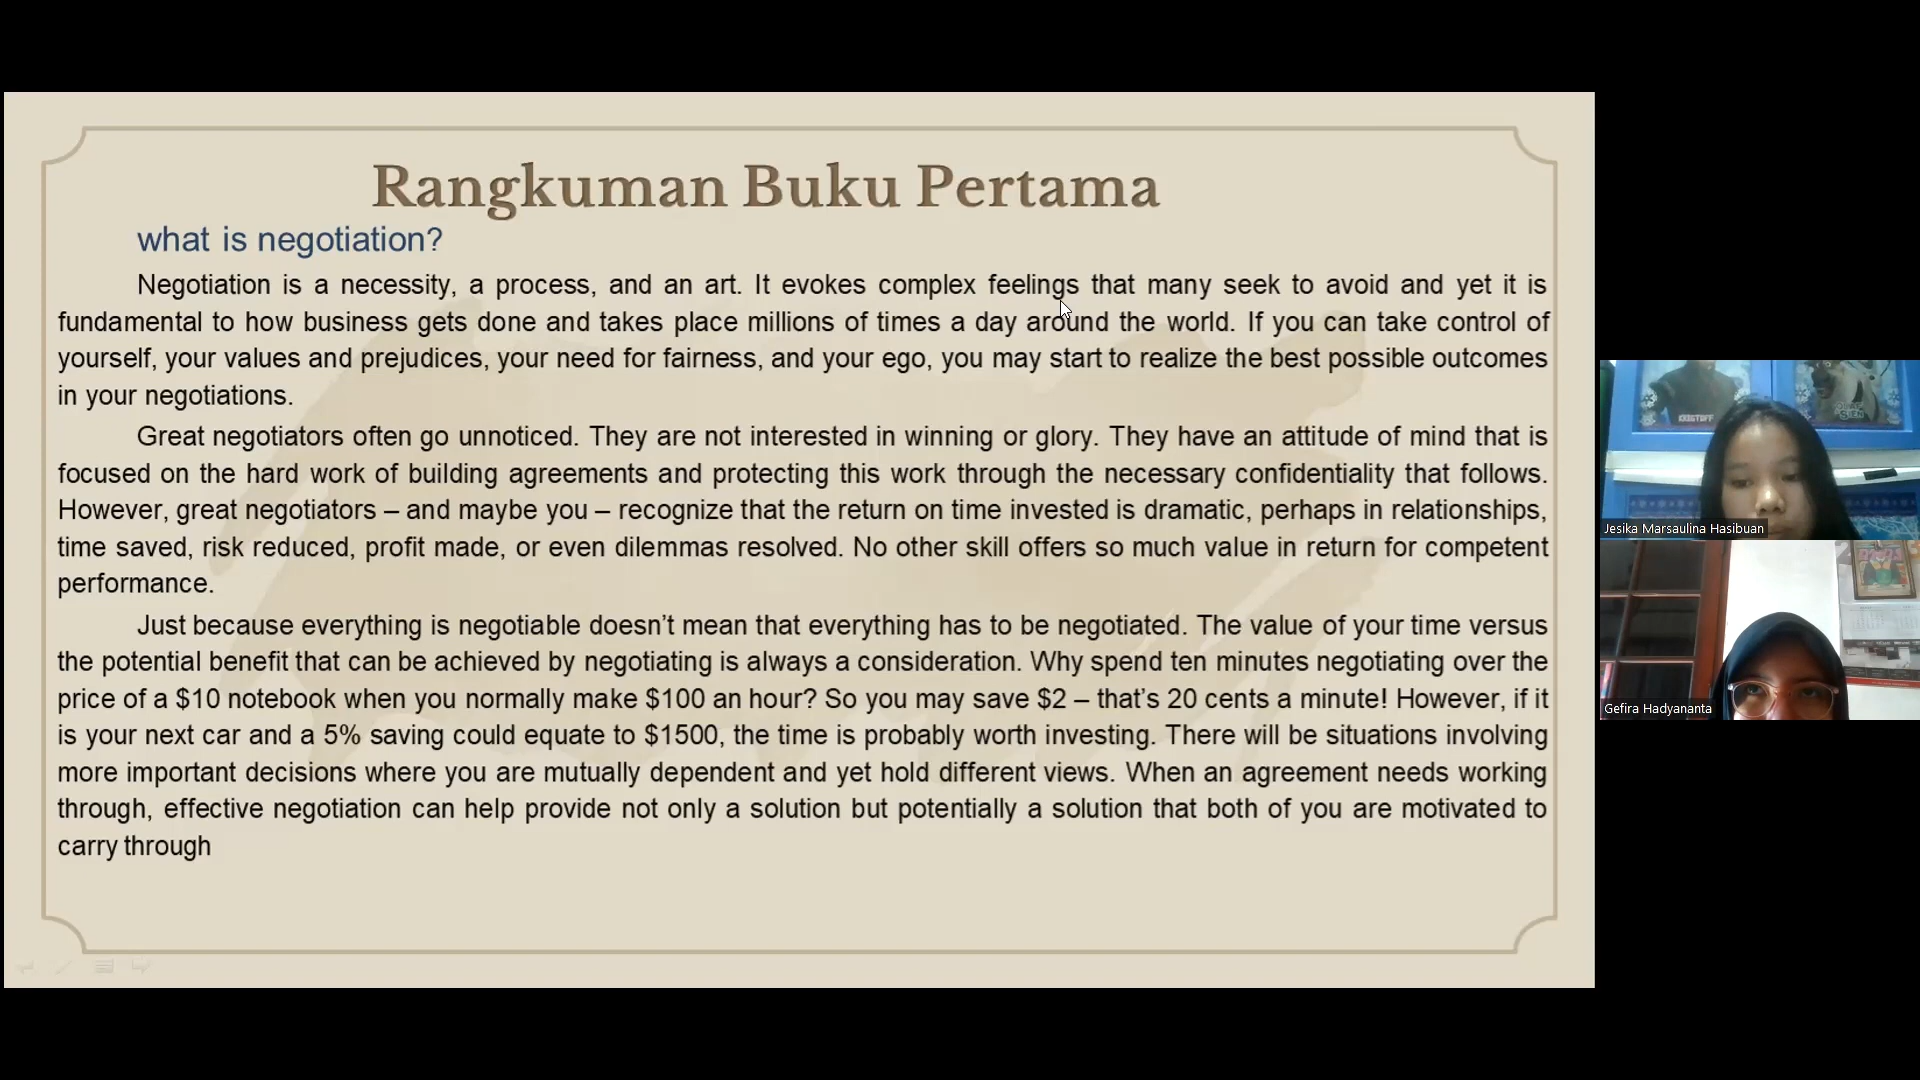 Rangkuman Buku Pertama
what is negotiation?
Negotiation is a necessity, a process, and an art. It evokes complex feelings that many seek to avoid and yet it is
fundamental to how business gets done and takes place millions of times a day around the world. If you can take control of
yourself, your values and prejudices, your need for fairness, and your ego, you may start to realize the best possible outcomes
in your negotiations.
Great negotiators often go unnoticed. They are not interested in winning or glory. They have an attitude of mind that is
focused on the hard work of building agreements and protecting this work through the necessary confidentiality that follows.
However, great negotiators – and maybe you – recognize that the return on time invested is dramatic, perhaps in relationships,
time saved, risk reduced, profit made, or even dilemmas resolved. No other skill offers so much value in return for competent
performance.
Just because everything is negotiable doesn’t mean that everything has to be negotiated. The value of your time versus
the potential benefit that can be achieved by negotiating is always a consideration. Why spend ten minutes negotiating over the
price of a $10 notebook when you normally make $100 an hour? So you may save $2 – that’s 20 cents a minute! However, if it
is your next car and a 5% saving could equate to $1500, the time is probably worth investing. There will be situations involving
more important decisions where you are mutually dependent and yet hold different views. When an agreement needs working
through, effective negotiation can help provide not only a solution but potentially a solution that both of you are motivated to
carry through
KRISTOFF
Jesika Marsaulina Hasibuan
Gefira Hadyananta